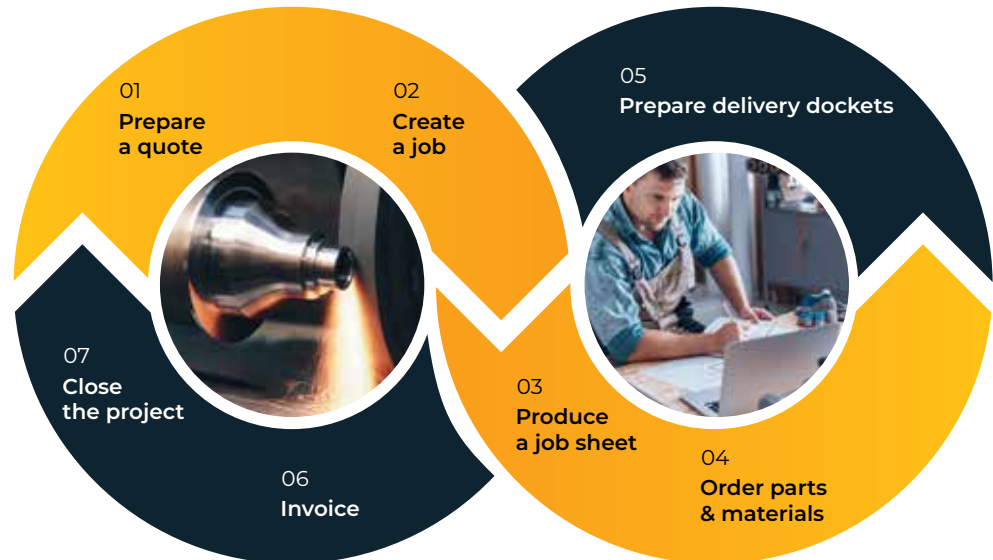 01
Prepare
a quote
02
Create
a job
03
Produce
a job sheet
04
Order parts
& materials
05
Prepare delivery dockets
06
Invoice
07
Close
the project